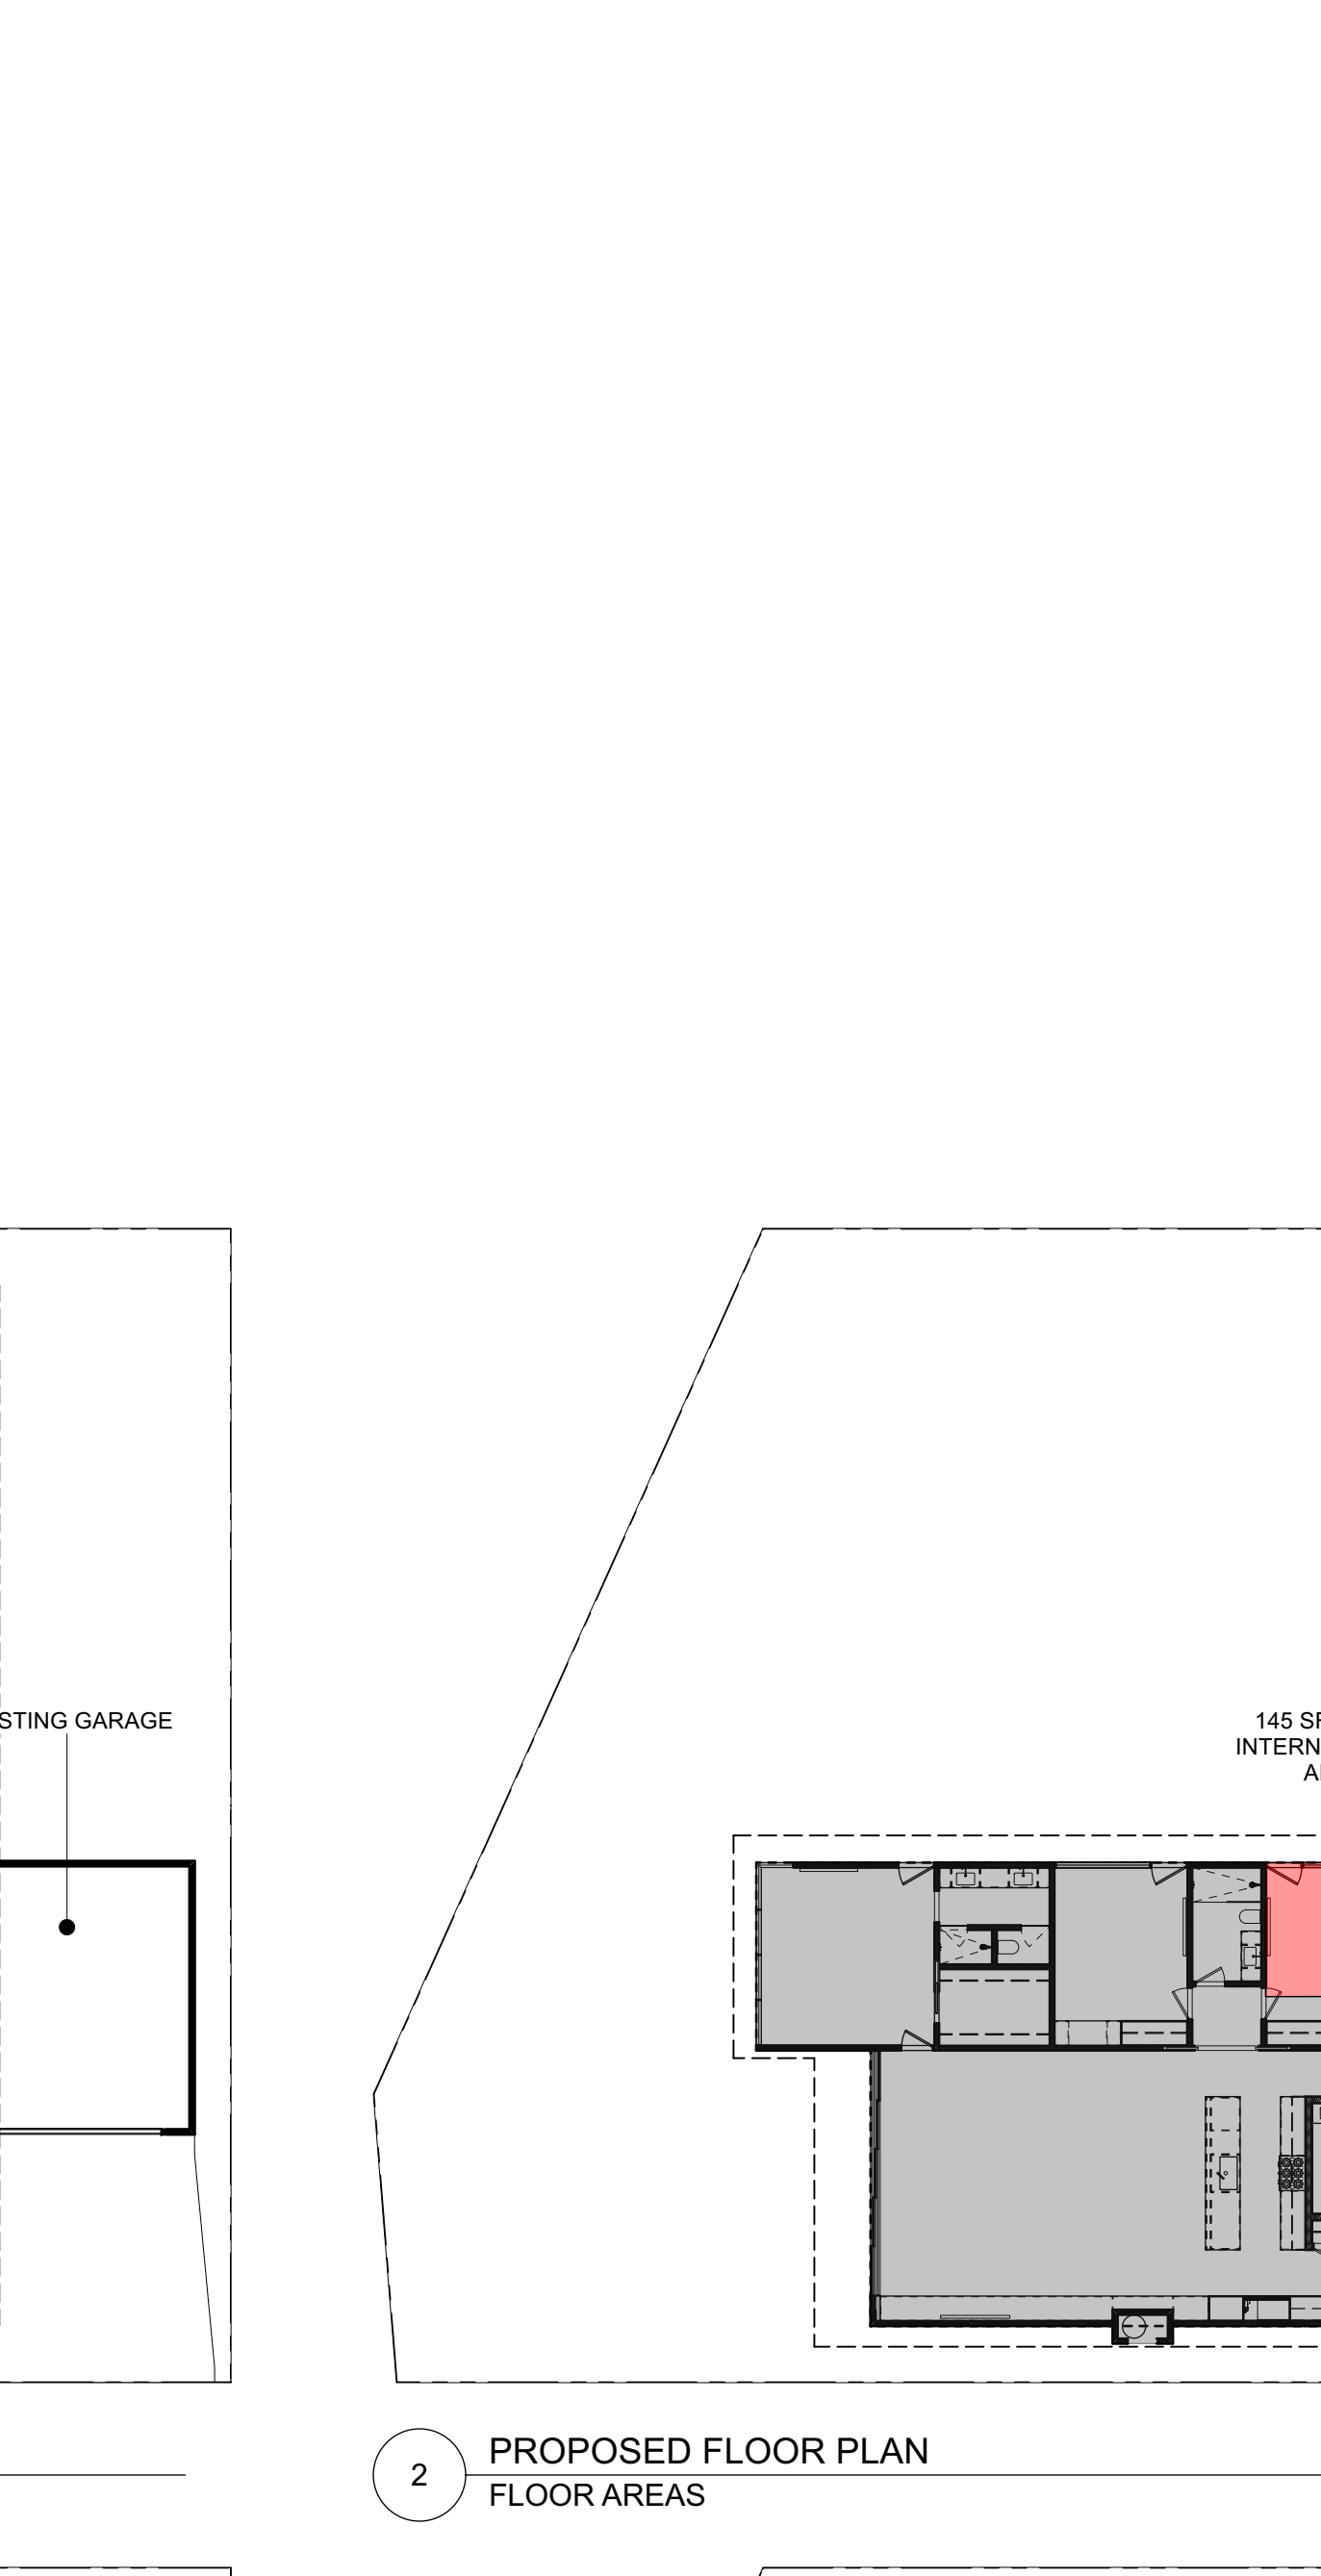 STING GARAGE
145 SF
INTERN
A
2
PROPOSED FLOOR PLAN
FLOOR AREAS